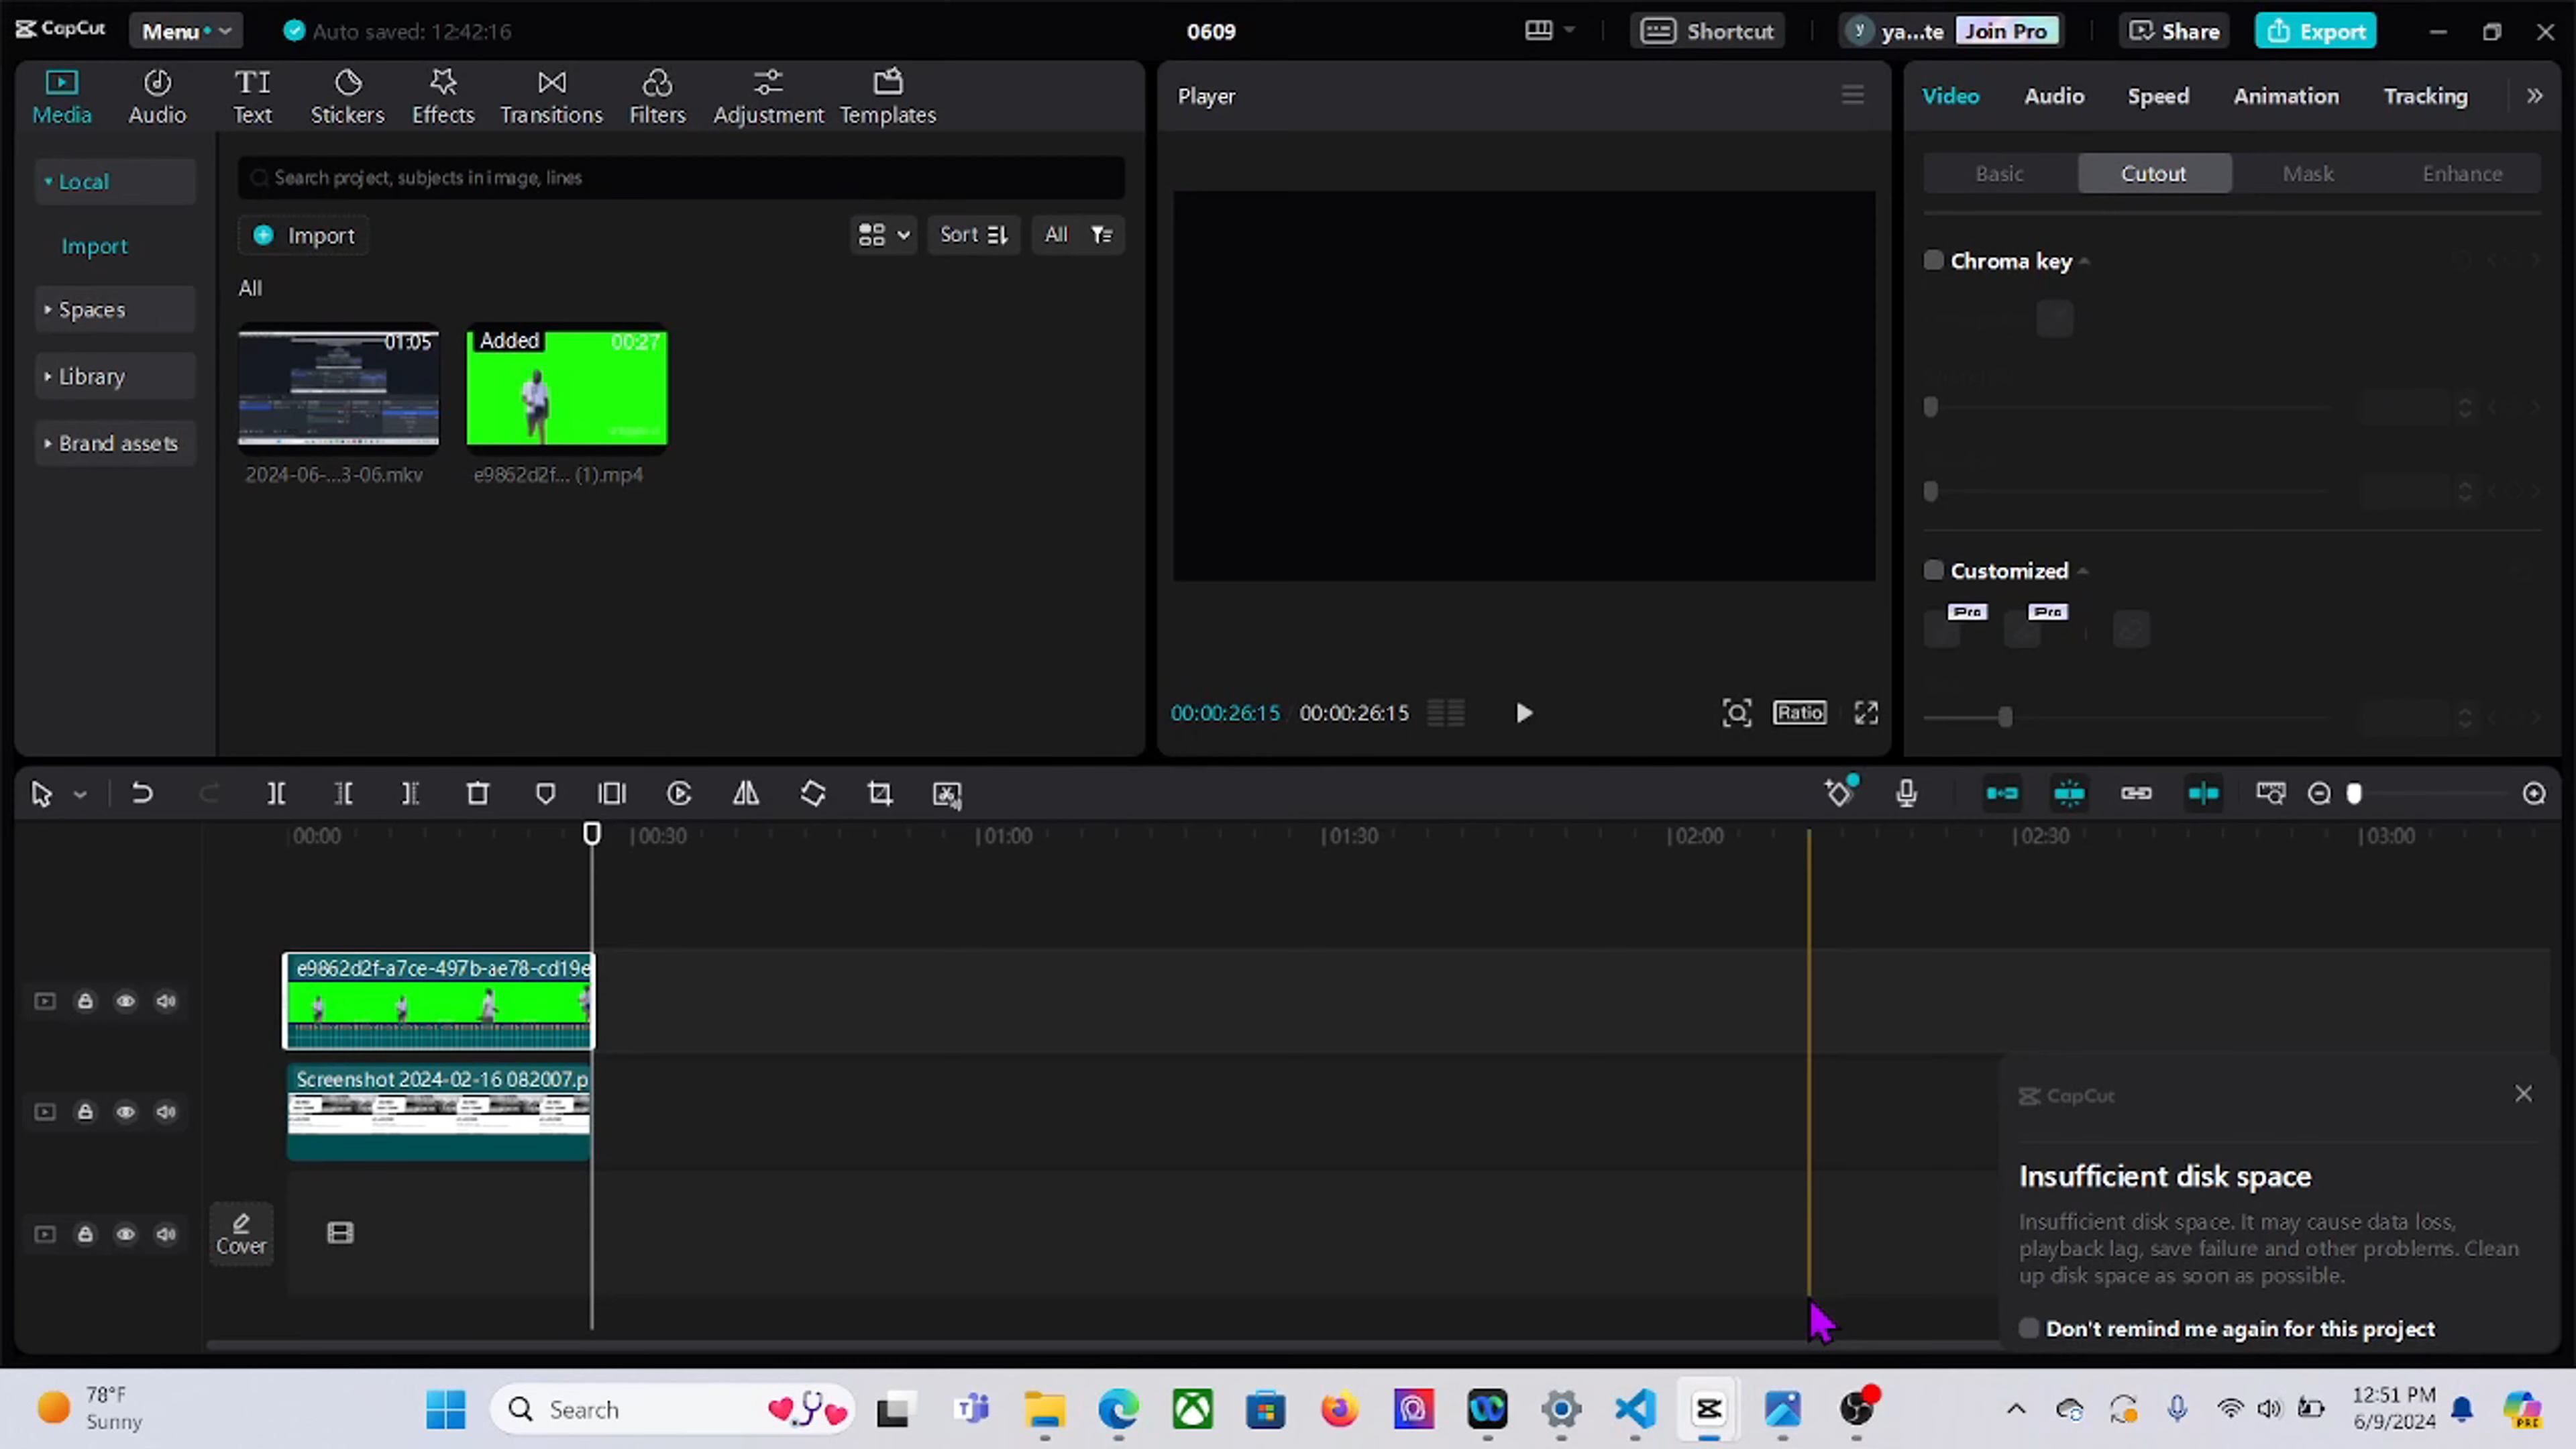 CapCut
Menu
Auto saved: 12:42:16
0609
Shortcut
y
ya...te
Join Pro
Share
Export
Media
Audio
Text
Stickers
Effects
Transitions
Filters
Adjustment
Templates
Player
Video
Audio
Speed
Animation
Tracking
Local
Import
Spaces
Library
Brand assets
Search project, subjects in image, lines
Import
Sort
All
All
01:05
Added
00:27
2024-06-...3-06.mkv
e9862d2f... (1).mp4
Basic
Cutout
Mask
Enhance
Chroma key
Customized
Pro
Pro
00:00:26:15
00:00:26:15
Ratio
00:00
00:30
01:00
01:30
02:00
02:30
03:00
e9862d2f-a7ce-497b-ae78-cd19e
Screenshot 2024-02-16 082007.p
Cover
CapCut
Insufficient disk space
Insufficient disk space. It may cause data loss,
playback lag, save failure and other problems. Clean
up disk space as soon as possible.
Don't remind me again for this project
78°F
Sunny
Search
12:51 PM
6/9/2024
PRE